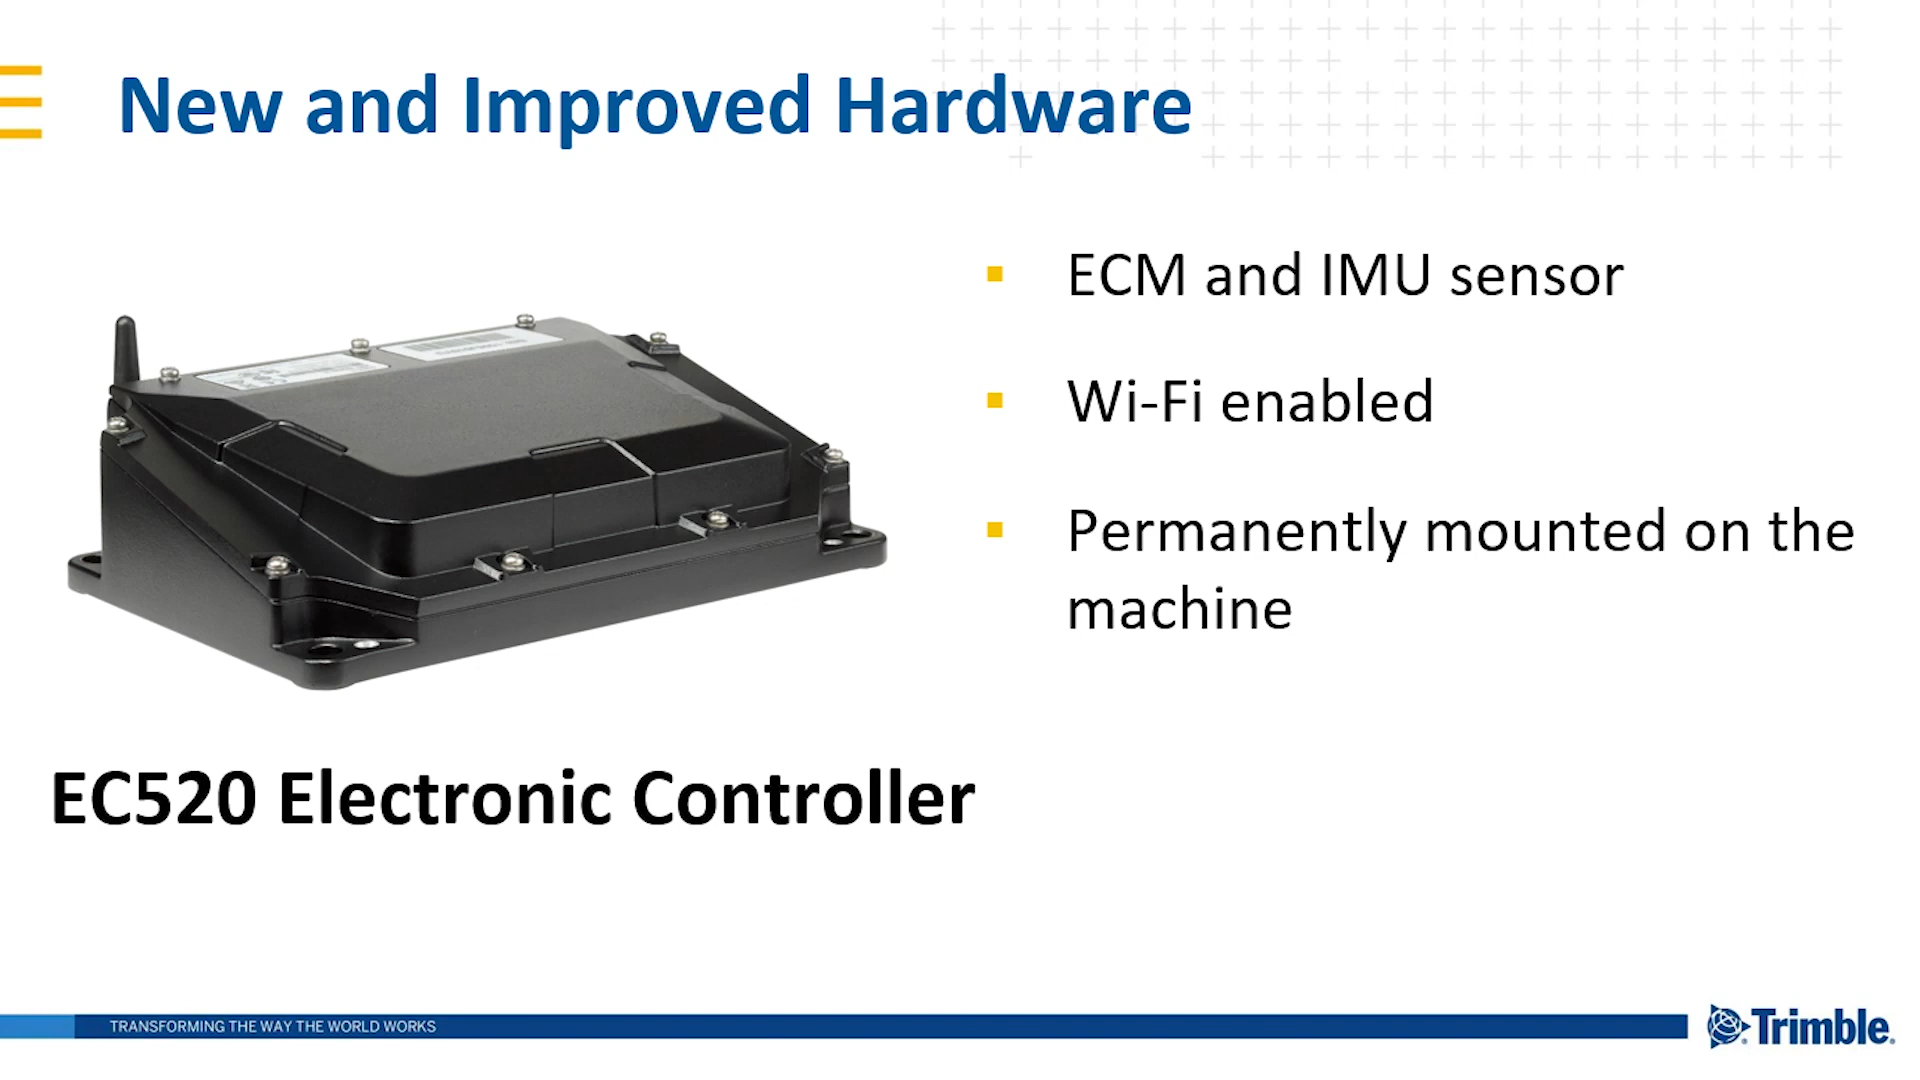 New and Improved Hardware
ECM and IMU sensor
Wi-Fi enabled
Permanently mounted on the
machine
EC520 Electronic Controller
TRANSFORMING THE WAY THE WORLD WORKS
Trimble